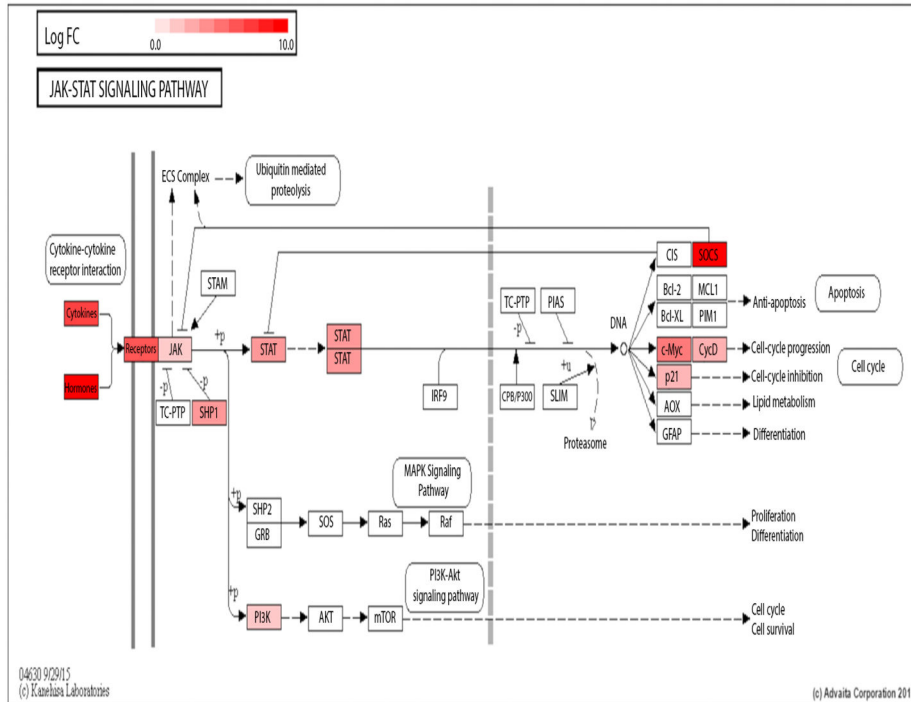 Log FC
0.0
10.0
JAK-STAT SIGNALING PATHWAY
ECS Complex
Ubiquitin mediated
proteolysis
Cytokine-cytokine
receptor interaction
STAM
Cytokines
Hormones
Receptors
JAK
+p
STAT
STAT
STAT
-p
-p
TC-PTP
SHP1
IRF9
TC-PTP
PIAS
-p
CPB/P300
+u
SLIM
Proteasome
DNA
CIS
SOCS
Bcl-2
MCL1
Bcl-XL
PIM1
Anti-apoptosis
Apoptosis
c-Myc
CycD
Cell-cycle progression
p21
Cell-cycle inhibition
Cell cycle
AOX
Lipid metabolism
GFAP
Differentiation
MAPK Signaling
Pathway
+p
SHP2
GRB
SOS
Ras
Raf
Proliferation
Differentiation
PI3K-Akt
signaling pathway
+p
PI3K
AKT
mTOR
Cell cycle
Cell survival
04630 9/29/15
(c) Kanehisa Laboratories
(c) Advaita Corporation 201